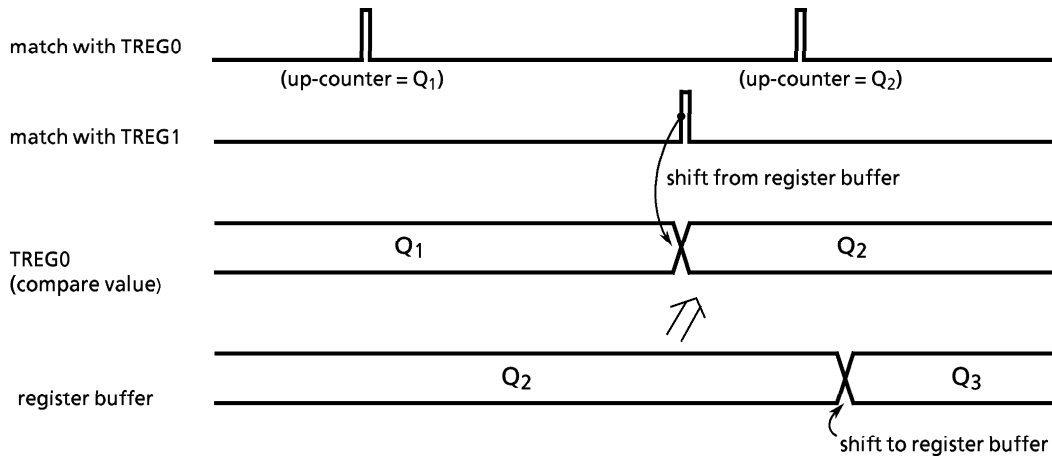 match with TREG0
(up-counter = Q1)
(up-counter = Q2)
match with TREG1
shift from register buffer
TREG0
(compare value)
Q1
Q2
register buffer
Q2
Q3
shift to register buffer